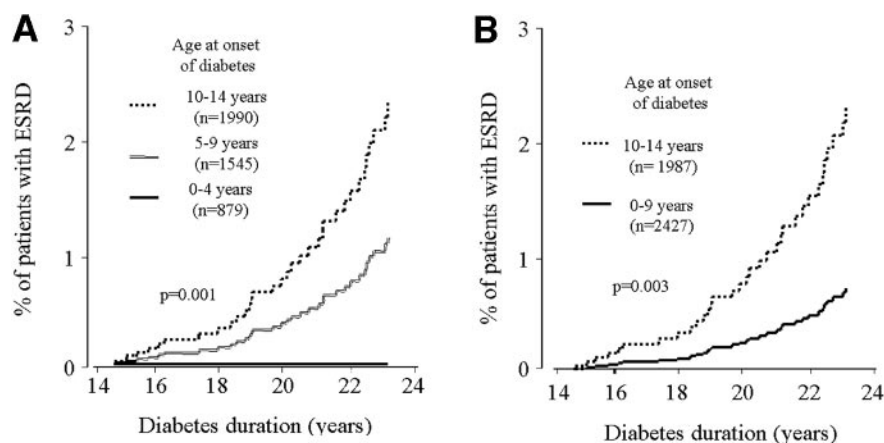 A
3
2
1
0
% of patients with ESRD
Age at onset
of diabetes
10-14 years
(n=1990)
5-9 years
(n=1545)
0-4 years
(n=879)
p=0.001
14 16 18 20 22 24
Diabetes duration (years)
B
3
2
1
0
% of patients with ESRD
Age at onset
of diabetes
10-14 years
(n= 1987)
0-9 years
(n=2427)
p=0.003
14 16 18 20 22 24
Diabetes duration (years)